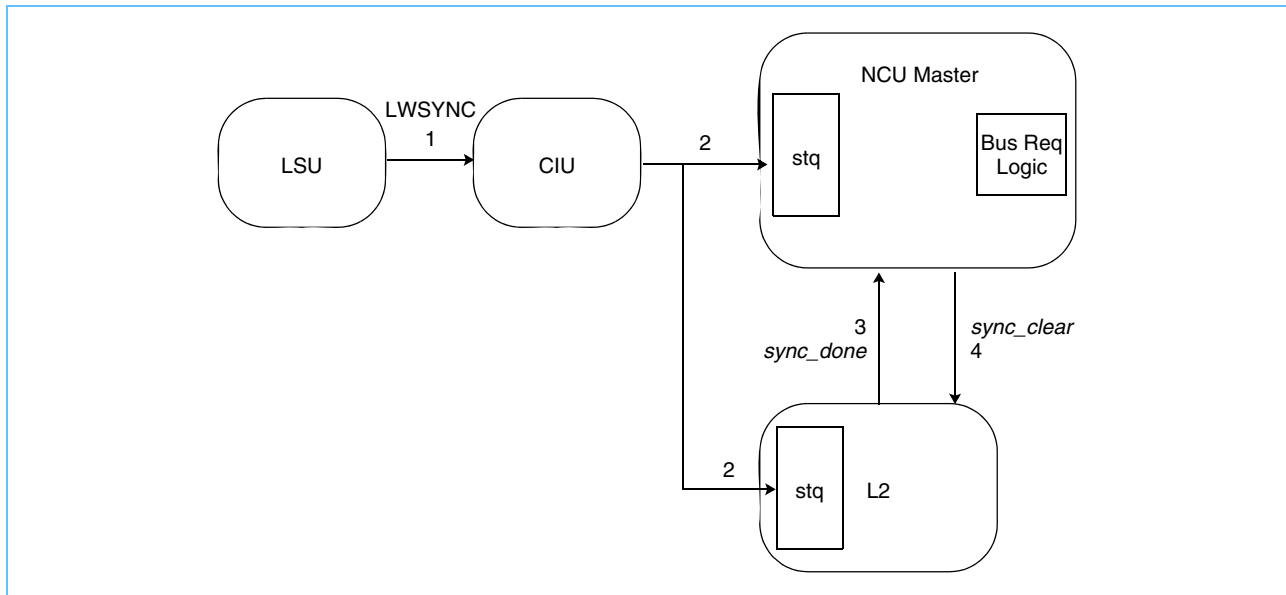 NCU Master
LWSYNC
1
LSU
CIU
2
stq
Bus Req
Logic
3
sync_done
sync_clear
4
2
stq
L2